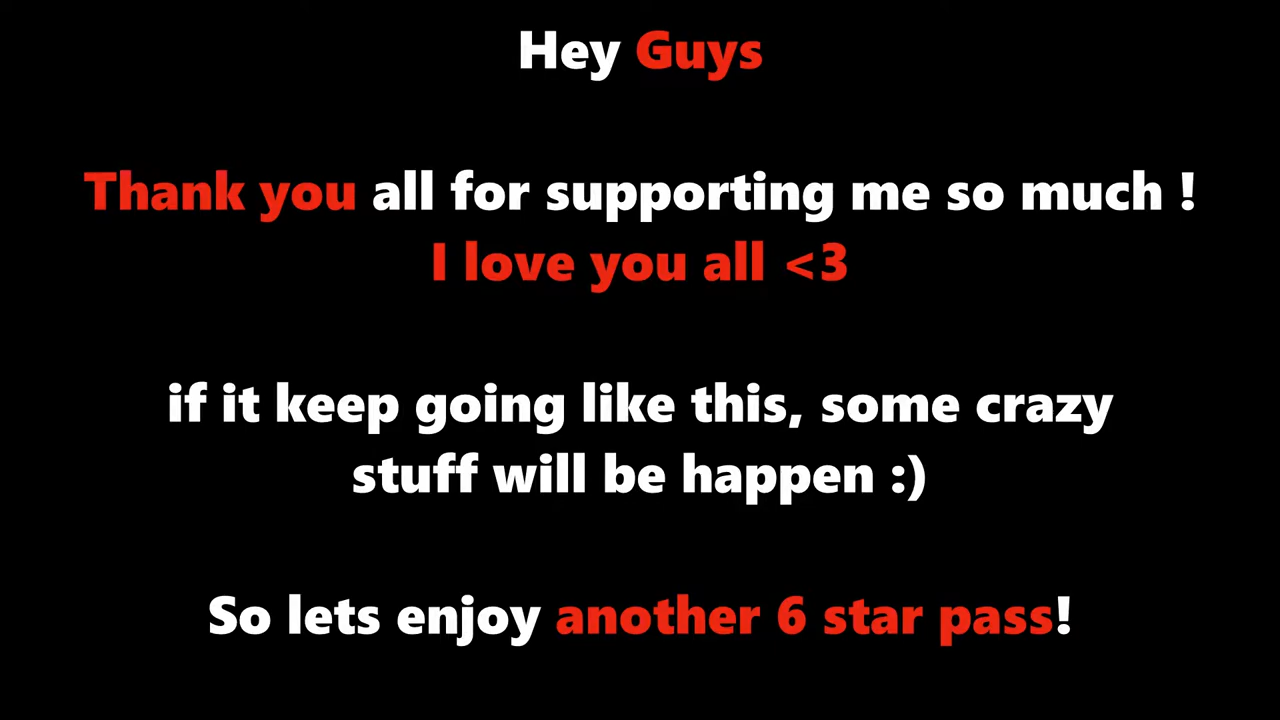 Hey Guys
Thank you all for supporting me so much !
I love you all <3
if it keep going like this, some crazy
stuff will be happen :)
So lets enjoy another 6 star pass!